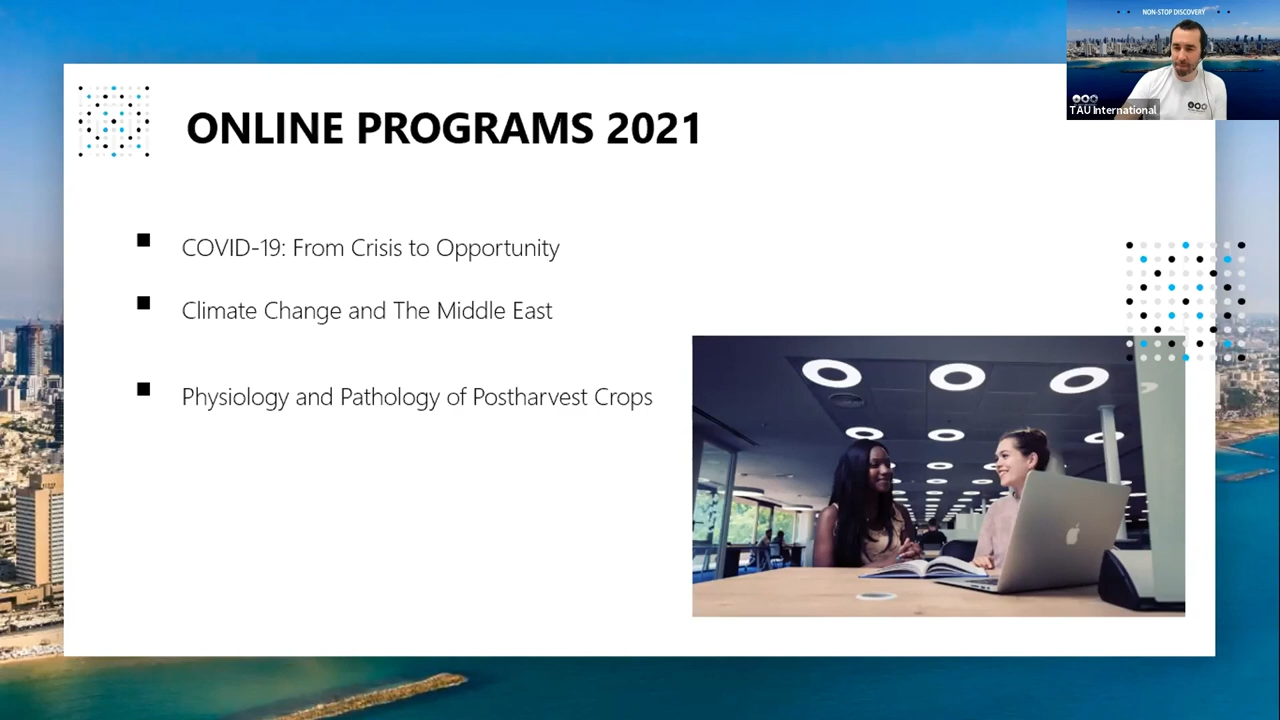 NON-STOP DISCOVERY
TAU International
ONLINE PROGRAMS 2021
COVID-19: From Crisis to Opportunity
Climate Change and The Middle East
Physiology and Pathology of Postharvest Crops